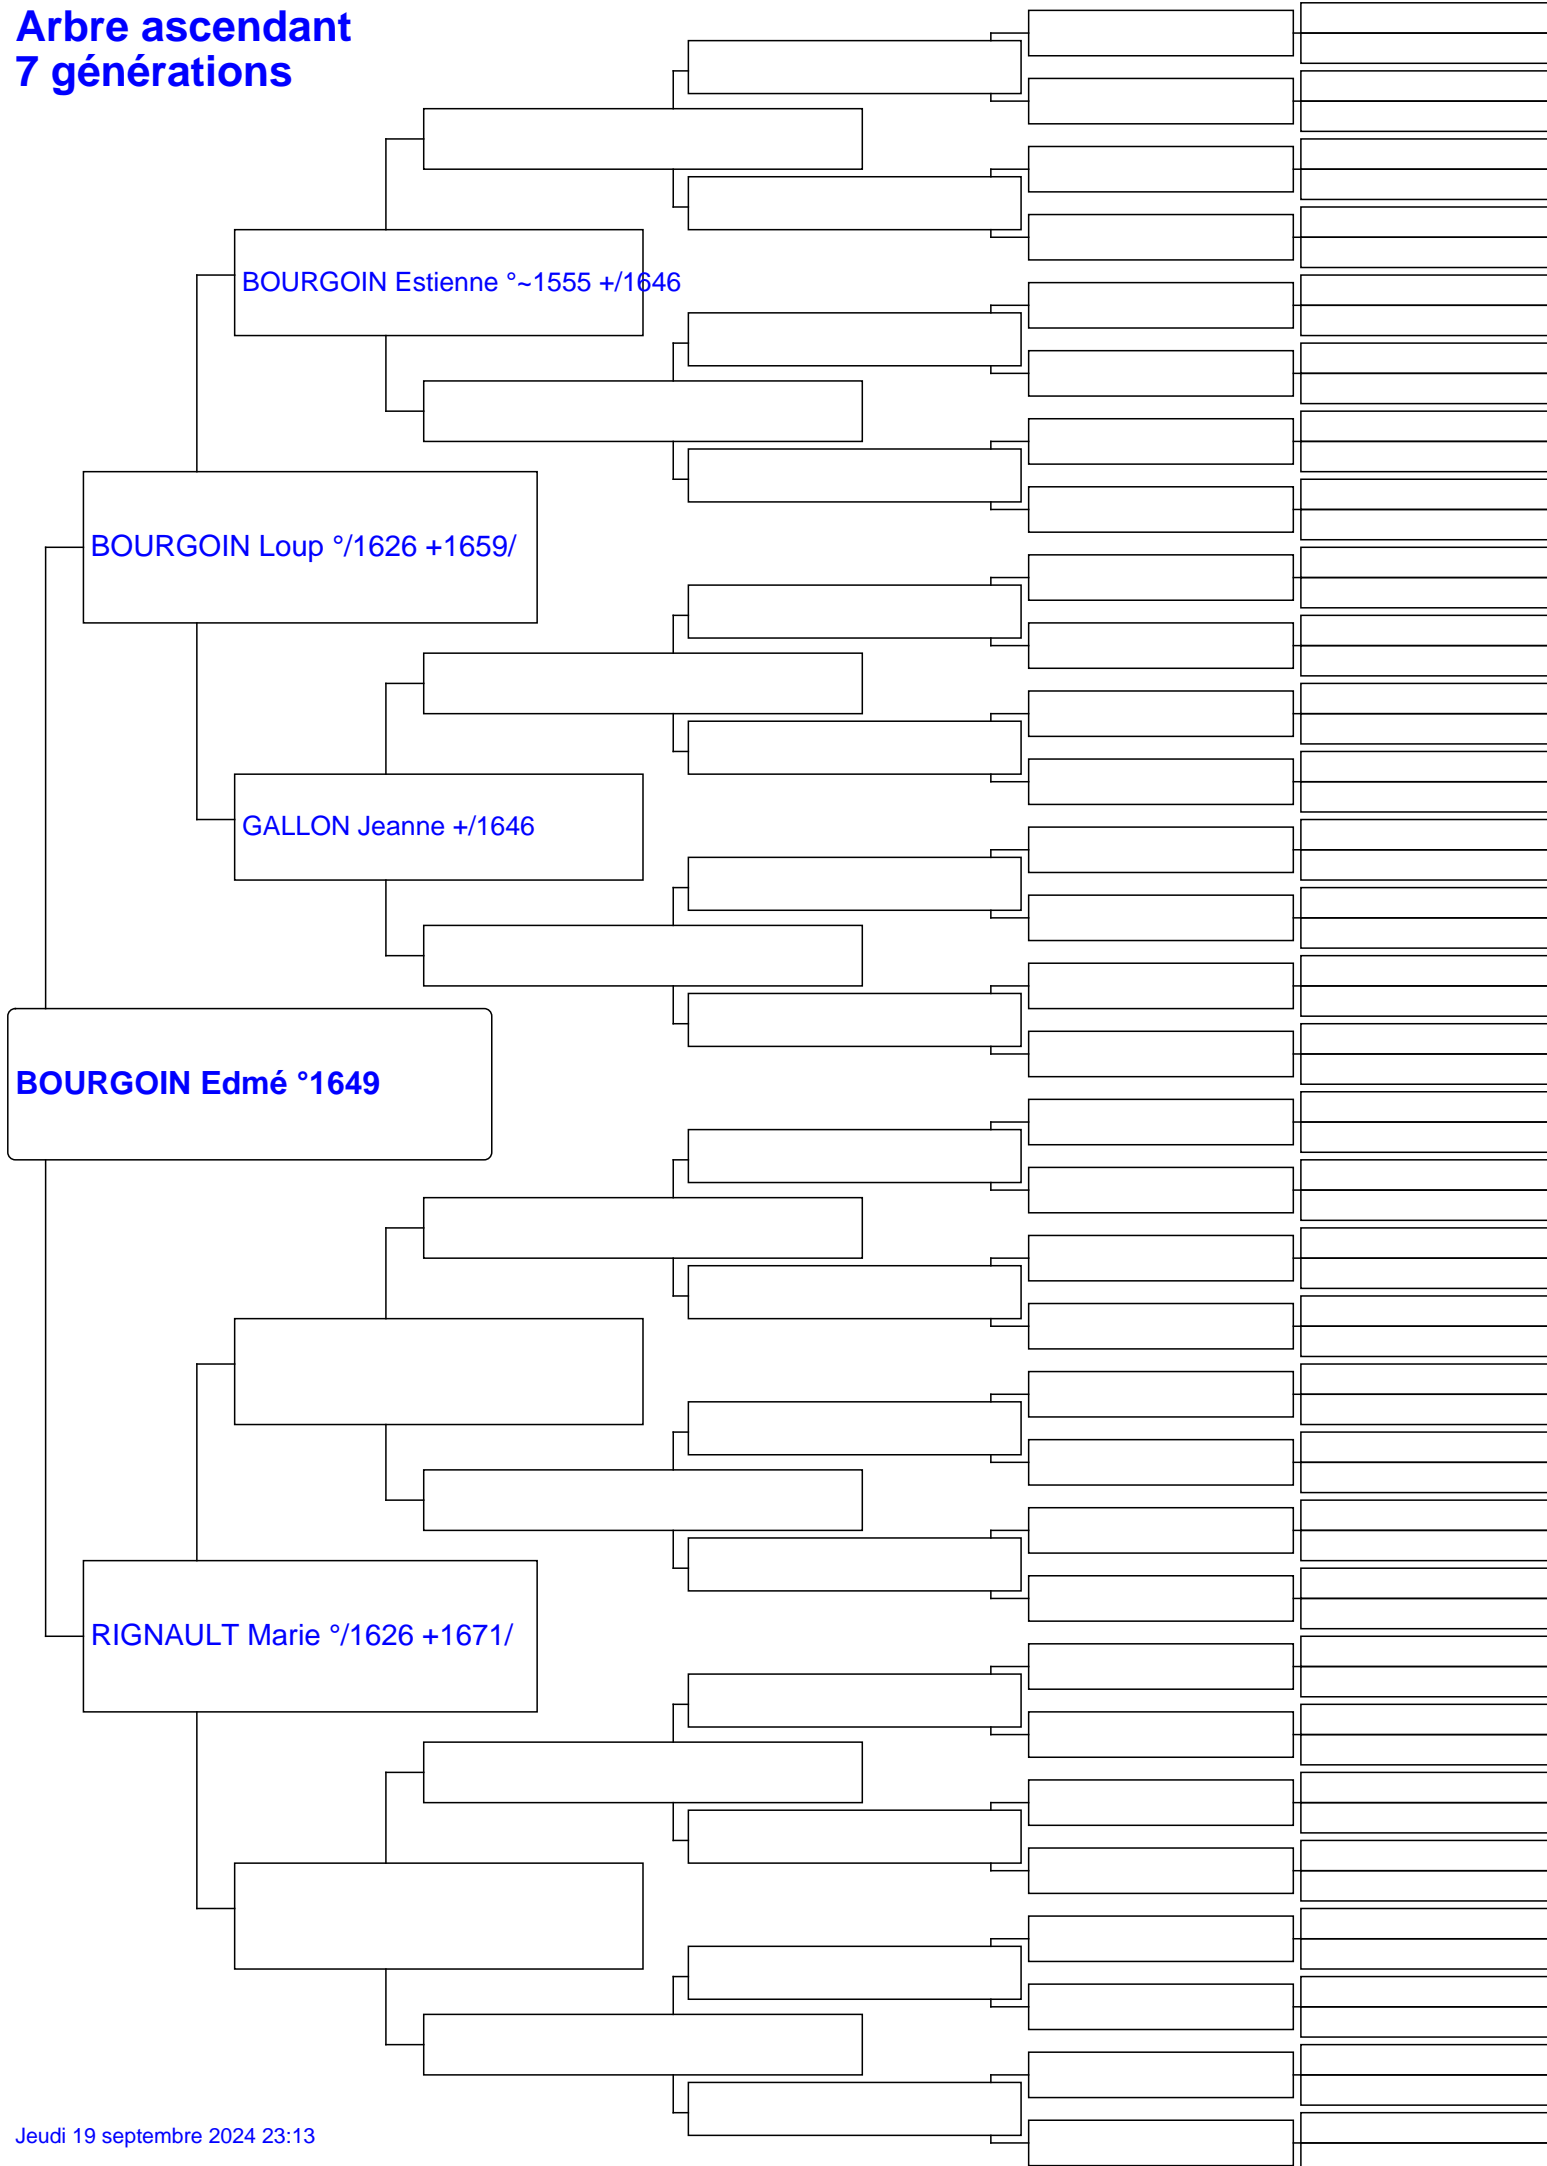 Arbre ascendant
7 générations
BOURGOIN Estienne °~1555 +/1646
BOURGOIN Loup °/1626 +1659/
GALLON Jeanne +/1646
BOURGOIN Edmé °1649
RIGNAULT Marie °/1626 +1671/
Jeudi 19 septembre 2024 23:13